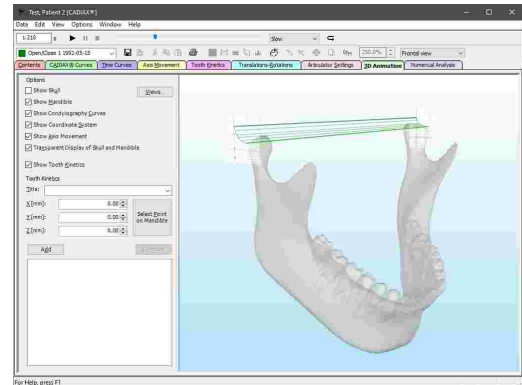 Test, Patient 2 [CADIAX®]
Data Edit View Options Window Help
1-210 s Slow
Open/Close 1 1992-05-15 250.0% Frontal view
Contents CADIAX® Curves Time Curves Axis Movement Tooth Kinetics Translations-Rotations Articulator Settings 3D Animation Numerical Analysis
Options
Show Skull Views...
Show Mandible
Show Condylography Curves
Show Coordinate System
Show Axis Movement
Transparent Display of Skull and Mandible
Show Tooth Kinetics
Tooth Kinetics
Title:
X [mm]: 0.00
Y [mm]: 0.00 Select Point on Mandible
Z [mm]: 0.00
Add
For Help, press F1